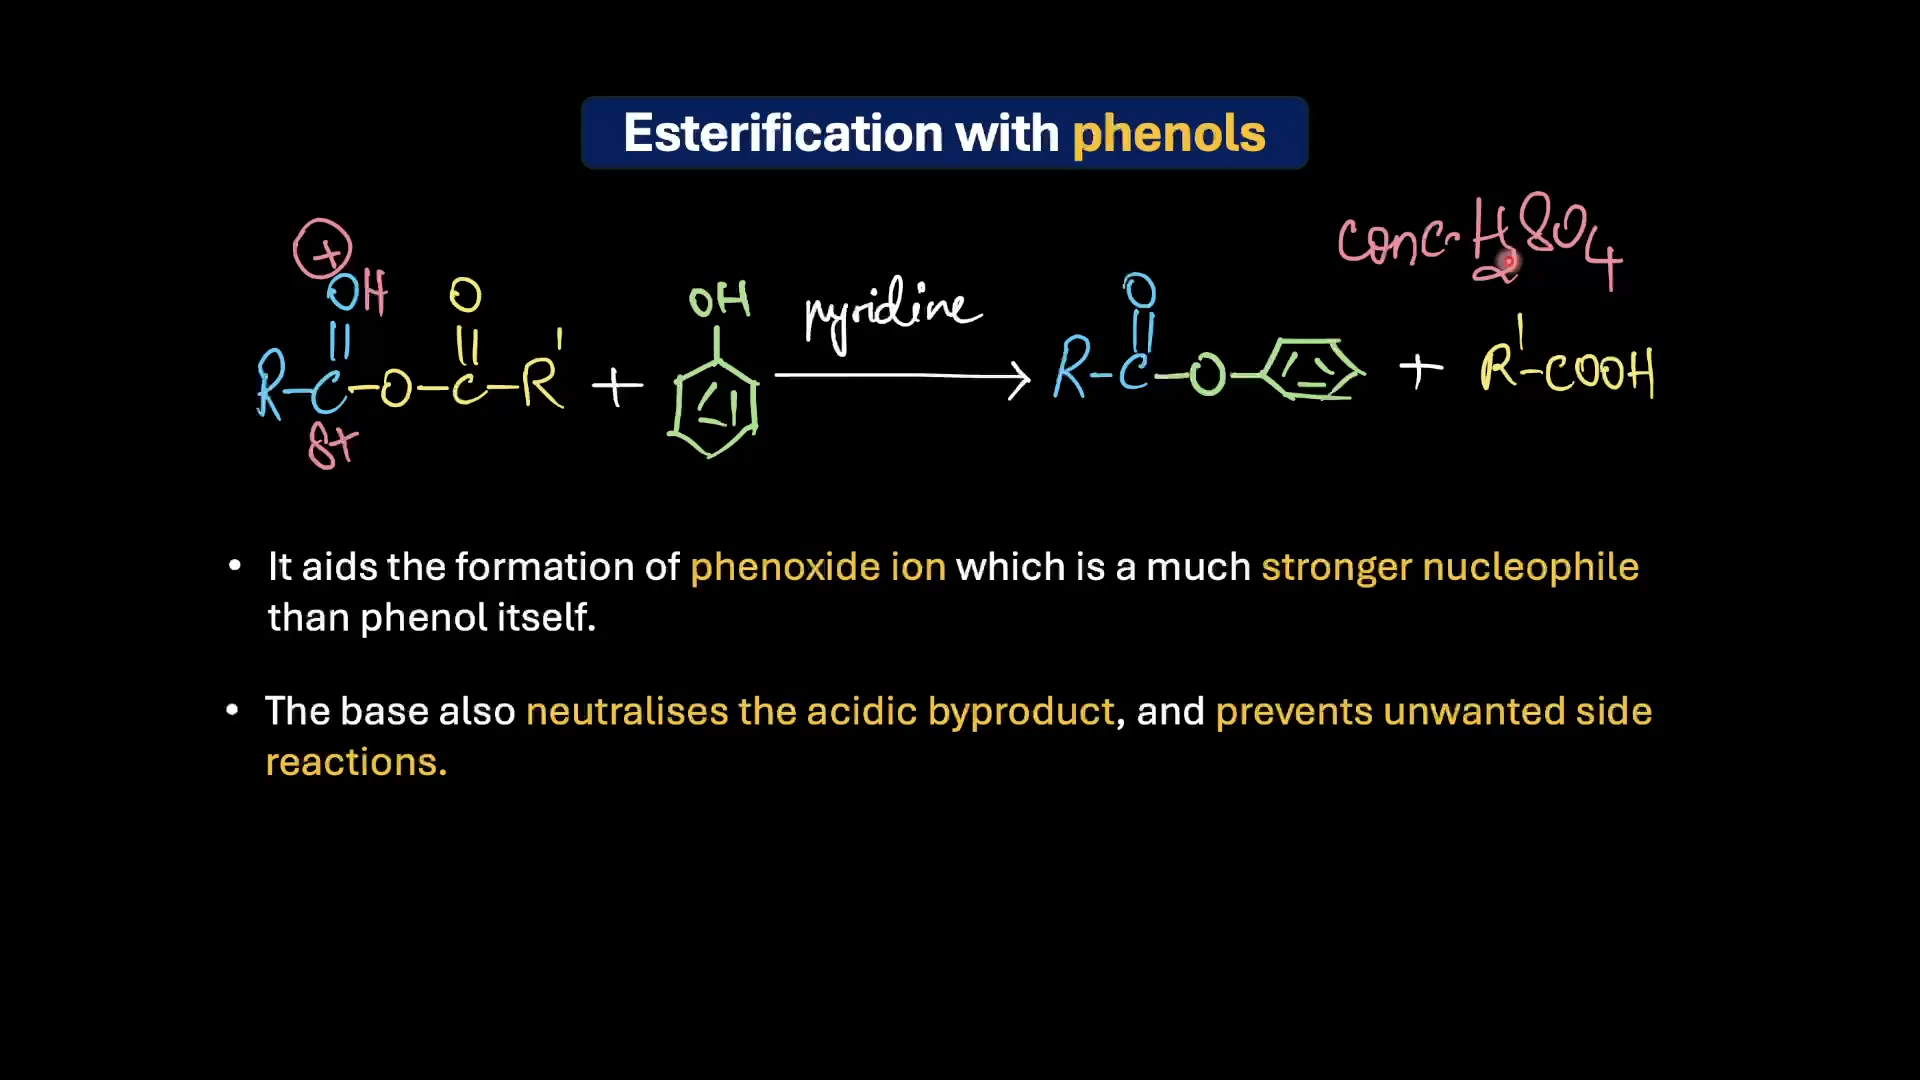 Esterification with phenols
conc. H2SO4
+
OH O OH pyridine O
R-C-O-C-R' + → R-C-O- + R'-COOH
δ+
• It aids the formation of phenoxide ion which is a much stronger nucleophile
than phenol itself.
• The base also neutralises the acidic byproduct, and prevents unwanted side
reactions.